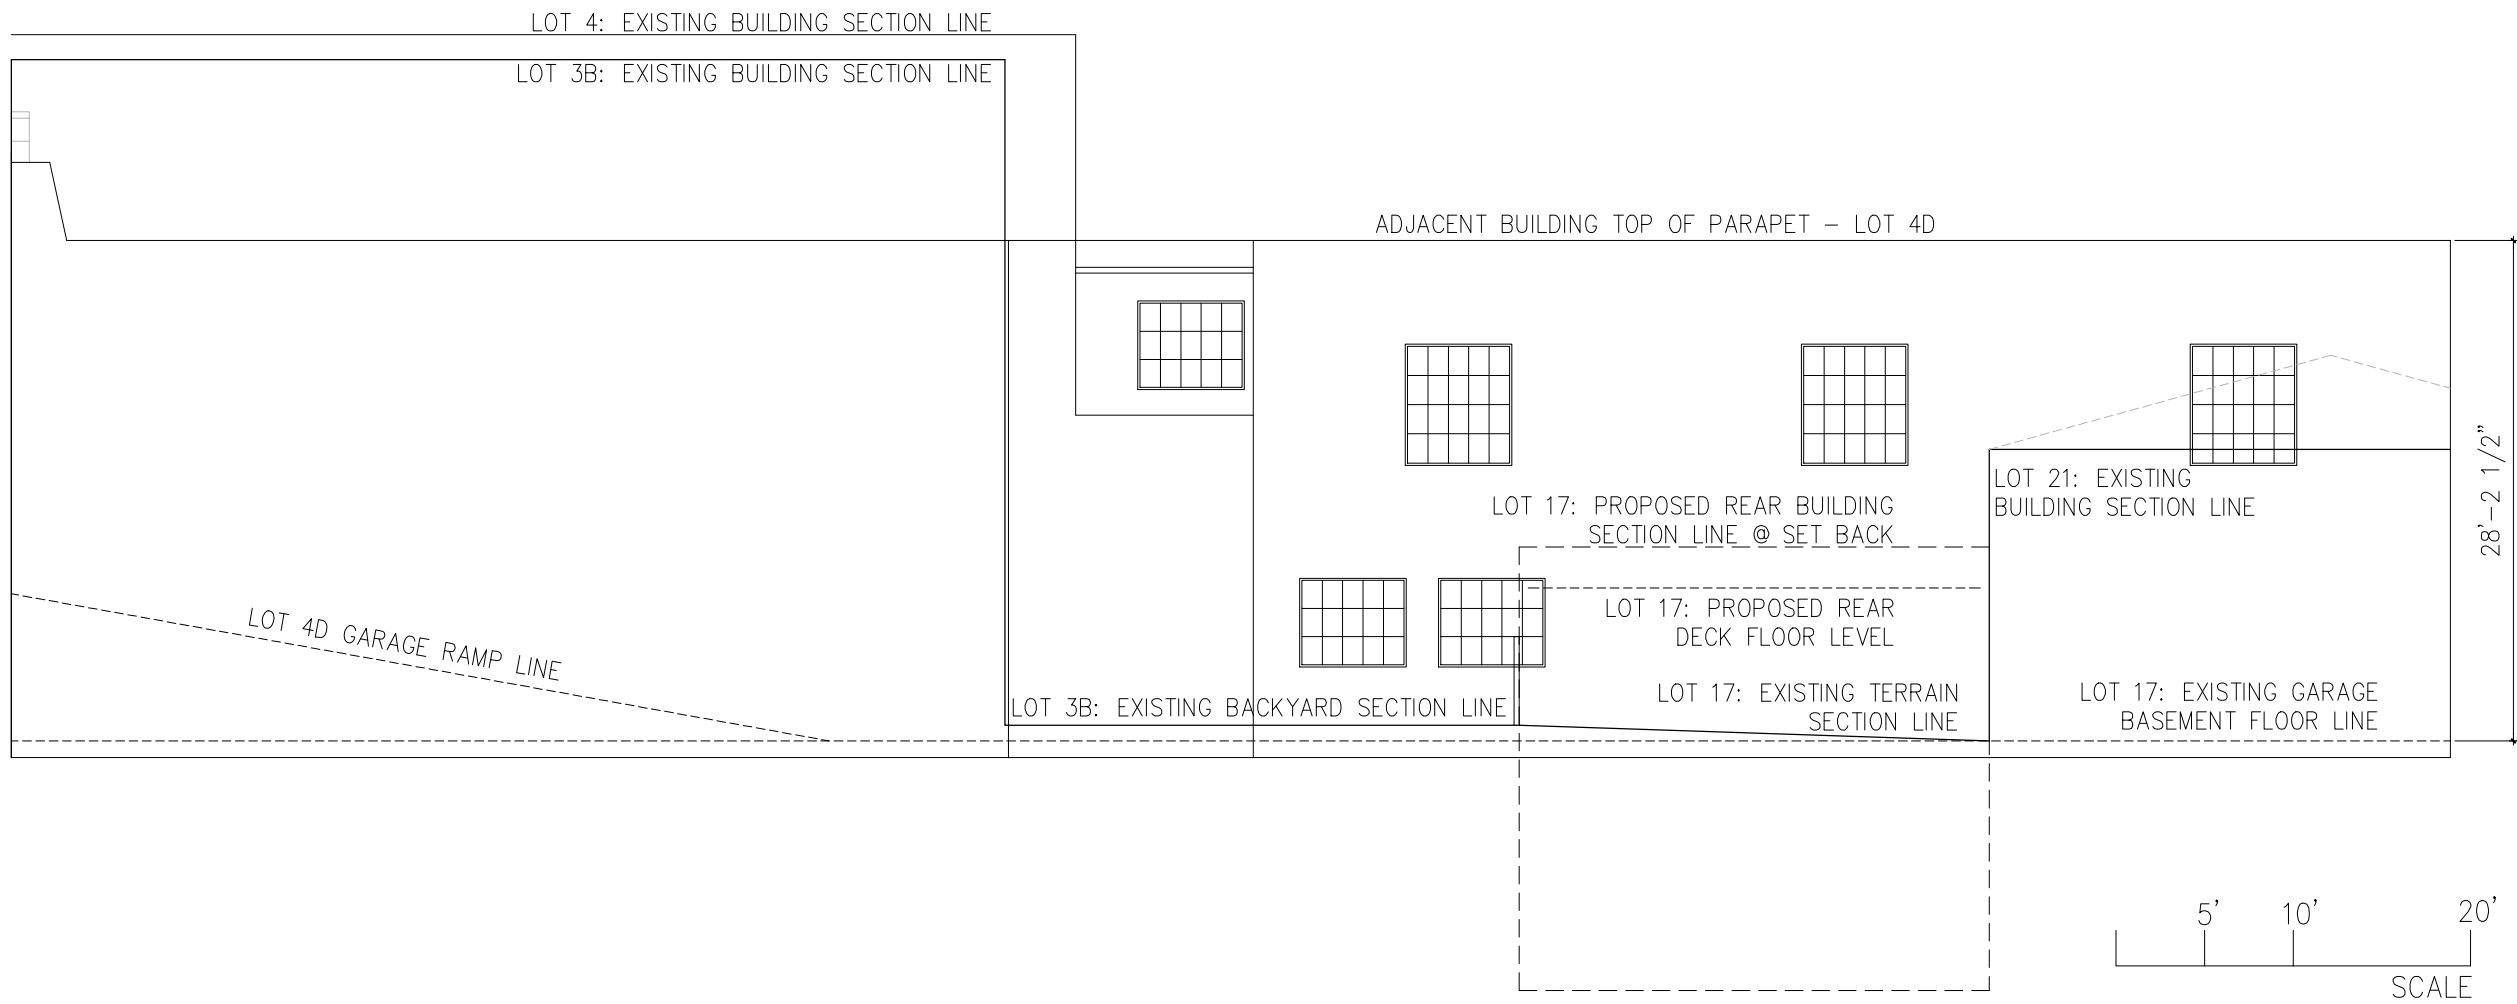 LOT 4: EXISTING BUILDING SECTION LINE
LOT 3B: EXISTING BUILDING SECTION LINE
ADJACENT BUILDING TOP OF PARAPET – LOT 4D
28'-2 1/2"
LOT 21: EXISTING
BUILDING SECTION LINE
LOT 17: PROPOSED REAR BUILDING
SECTION LINE @ SET BACK
LOT 17: PROPOSED REAR
DECK FLOOR LEVEL
LOT 4D GARAGE RAMP LINE
LOT 3B: EXISTING BACKYARD SECTION LINE
LOT 17: EXISTING TERRAIN
SECTION LINE
LOT 17: EXISTING GARAGE
BASEMENT FLOOR LINE
5' 10' 20'
SCALE